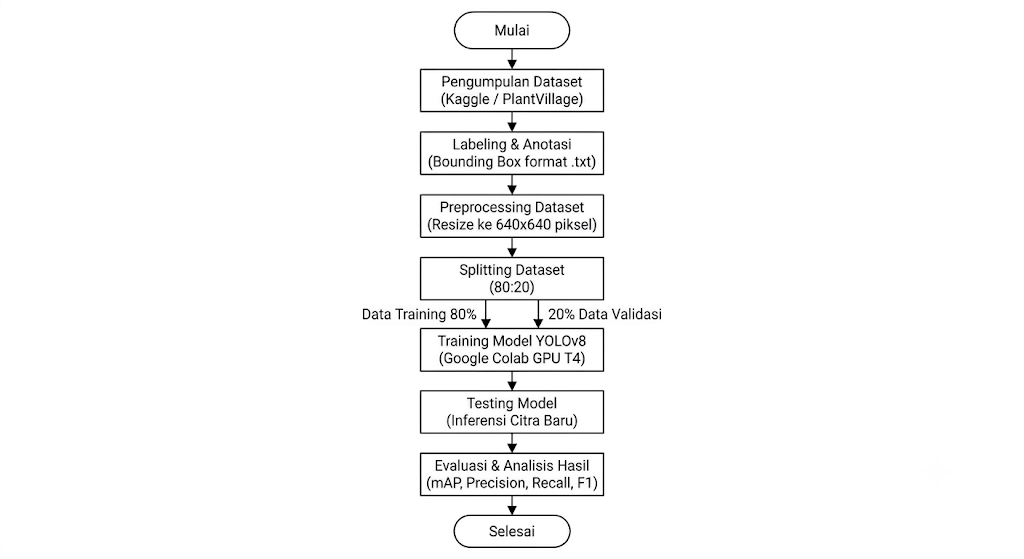 Mulai
Pengumpulan Dataset
(Kaggle / PlantVillage)
Labeling & Anotasi
(Bounding Box format .txt)
Preprocessing Dataset
(Resize ke 640x640 piksel)
Splitting Dataset
(80:20)
Data Training 80%
20% Data Validasi
Training Model YOLOv8
(Google Colab GPU T4)
Testing Model
(Inferensi Citra Baru)
Evaluasi & Analisis Hasil
(mAP, Precision, Recall, F1)
Selesai